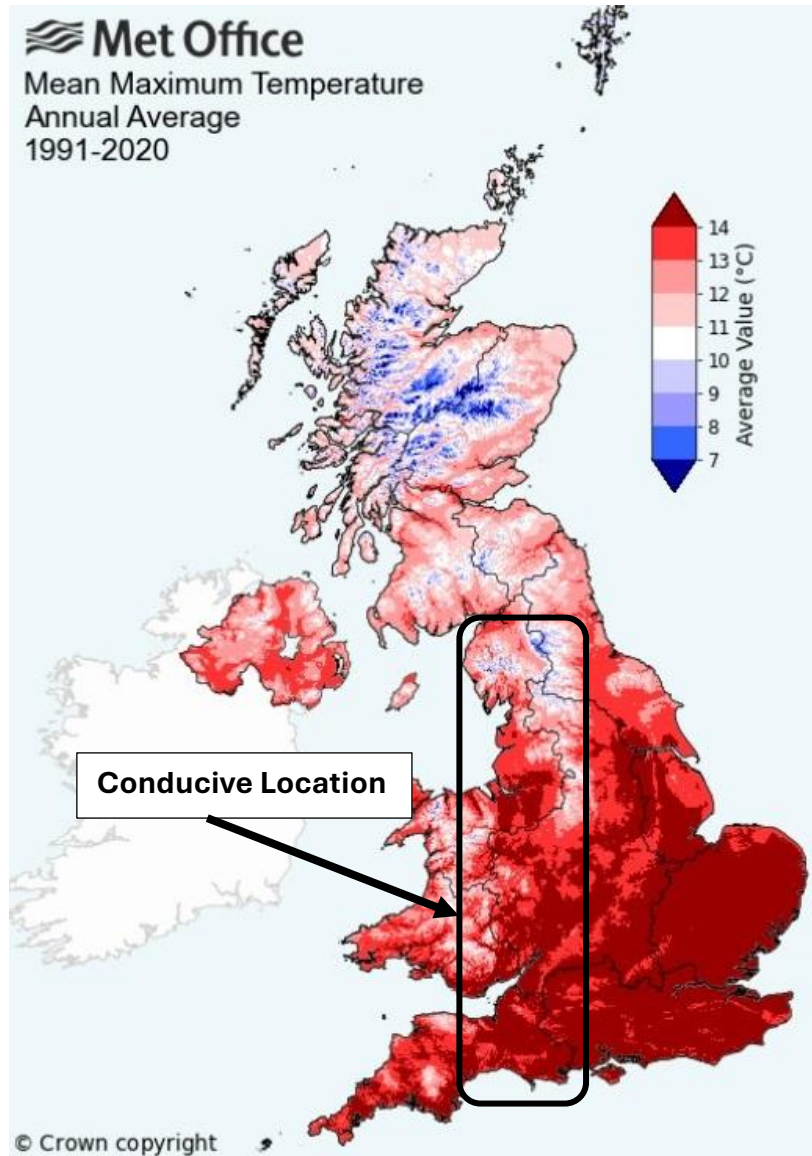 Met Office
Mean Maximum Temperature
Annual Average
1991-2020
14
13
12
11
10
9
8
7
Average Value (°C)
Conducive Location
© Crown copyright